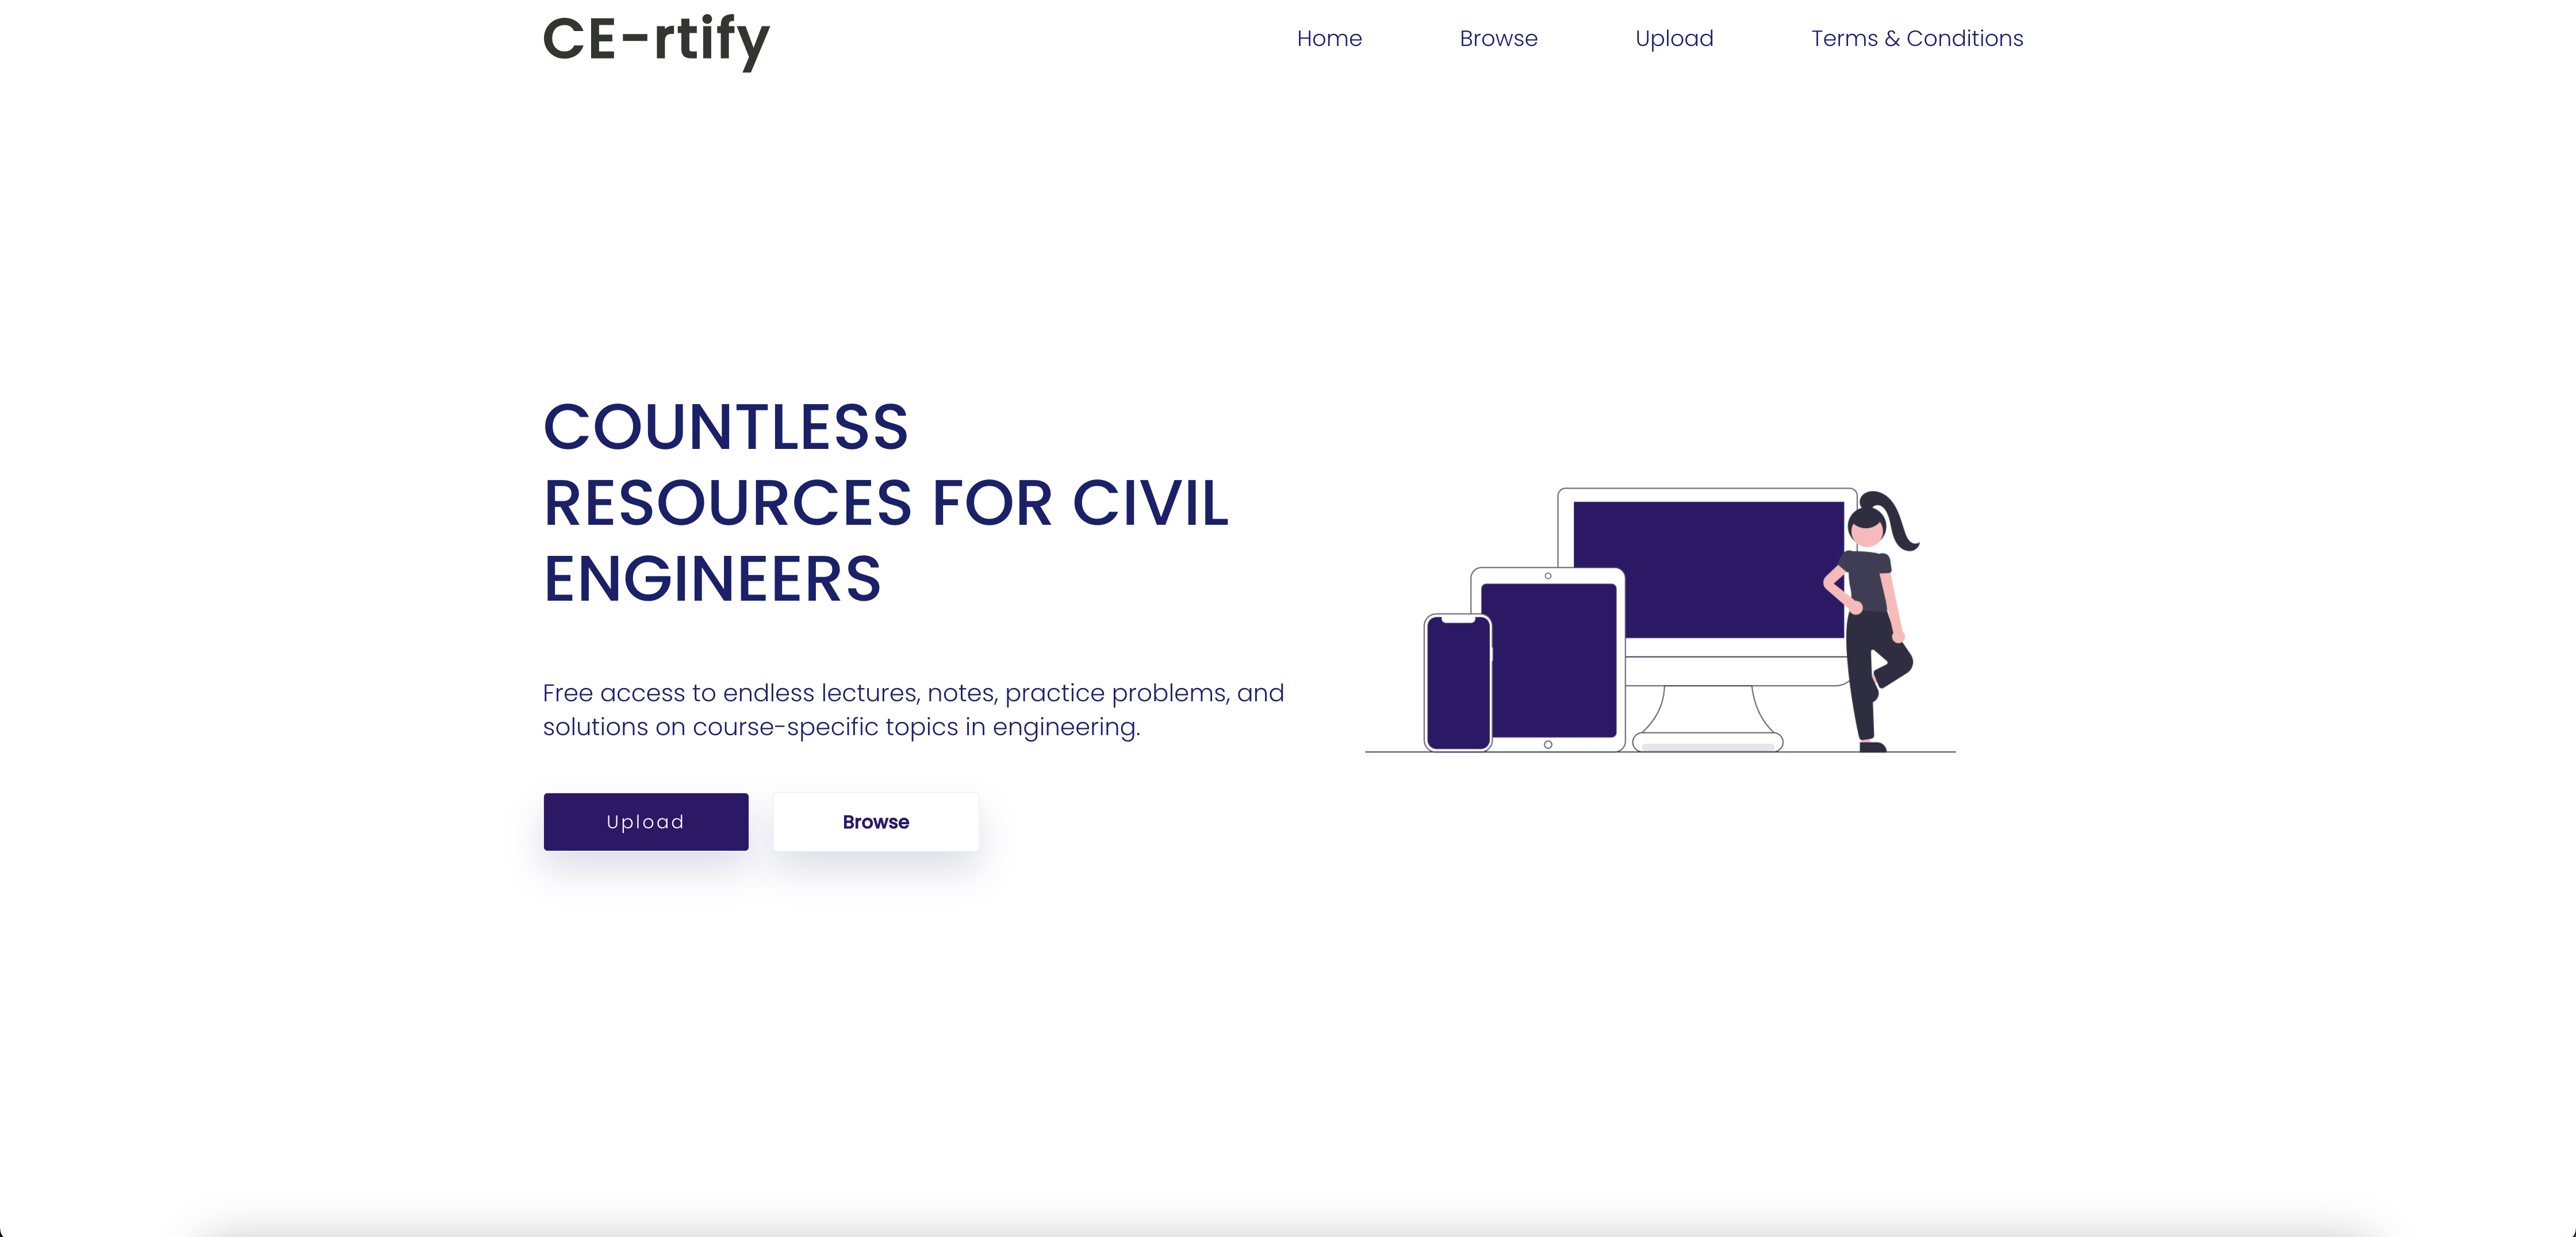 CE-rtify
Home
Browse
Upload
Terms & Conditions
COUNTLESS
RESOURCES FOR CIVIL
ENGINEERS
Free access to endless lectures, notes, practice problems, and
solutions on course-specific topics in engineering.
Upload
Browse